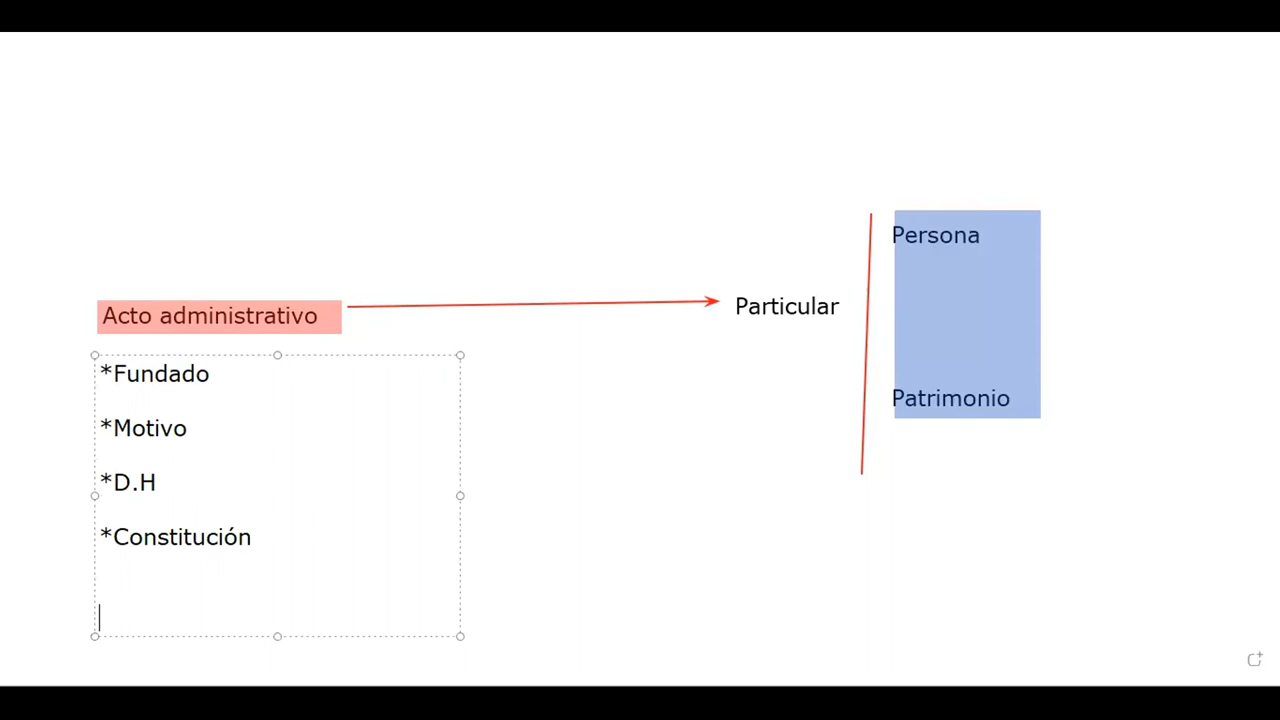 Persona
Acto administrativo
Particular
*Fundado
Patrimonio
*Motivo
*D.H
*Constitución